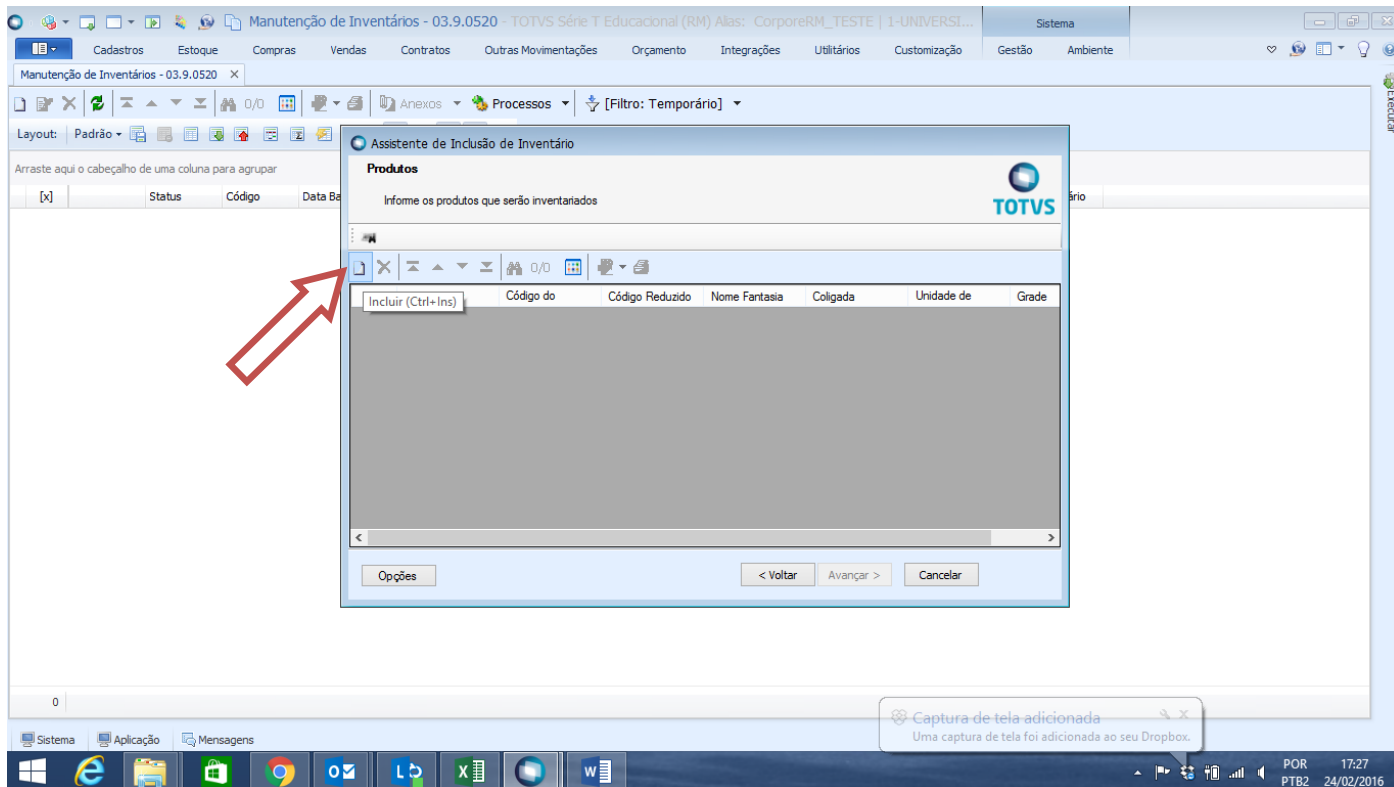 Manutenção de Inventários - 03.9.0520 - TOTVS Série T Educacional (RM) Alias: CorporeRM_TESTE | 1-UNIVERSI... Sistema
Cadastros Estoque Compras Vendas Contratos Outras Movimentações Orçamento Integrações Utilitários Customização Gestão Ambiente
Manutenção de Inventários - 03.9.0520
0/0 Anexos Processos [Filtro: Temporário]
Executar
Layout: Padrão
Arraste aqui o cabeçalho de uma coluna para agrupar
[x] Status Código Data Ba ário
Assistente de Inclusão de Inventário
Produtos
Informe os produtos que serão inventariados
TOTVS
0/0
Incluir (Ctrl+Ins)
Código do Código Reduzido Nome Fantasia Coligada Unidade de Grade
Opções < Voltar Avançar > Cancelar
0
Captura de tela adicionada
Uma captura de tela foi adicionada ao seu Dropbox.
Sistema Aplicação Mensagens
POR 17:27
PTB2 24/02/2016